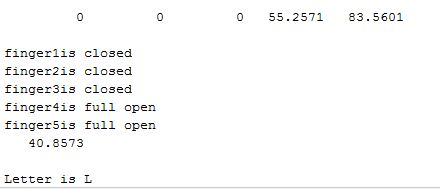 0 0 0 55.2571 83.5601
finger1is closed
finger2is closed
finger3is closed
finger4is full open
finger5is full open
40.8573
Letter is L